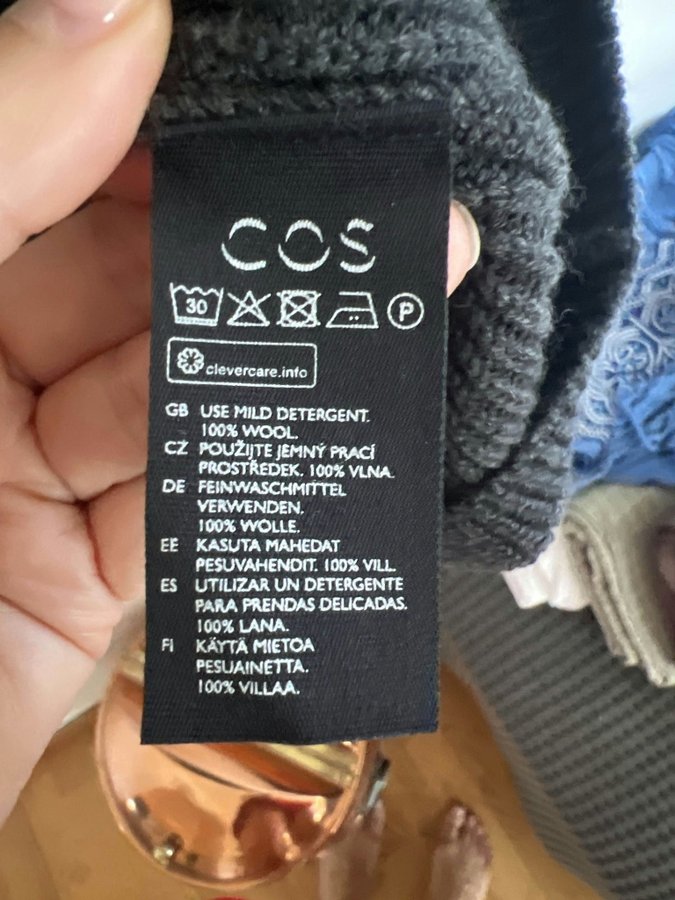 COS
30 P
clevercare.info
GB USE MILD DETERGENT.
100% WOOL.
CZ POUŽIJTE JEMNÝ PRACÍ
PROSTŘEDEK. 100% VLNA.
DE FEINWASCHMITTEL
VERWENDEN.
100% WOLLE.
EE KASUTA MAHEDAT
PESUVAHENDIT. 100% VILL.
ES UTILIZAR UN DETERGENTE
PARA PRENDAS DELICADAS.
100% LANA.
FI KÄYTÄ MIETOA
PESUAINETTA.
100% VILLAA.